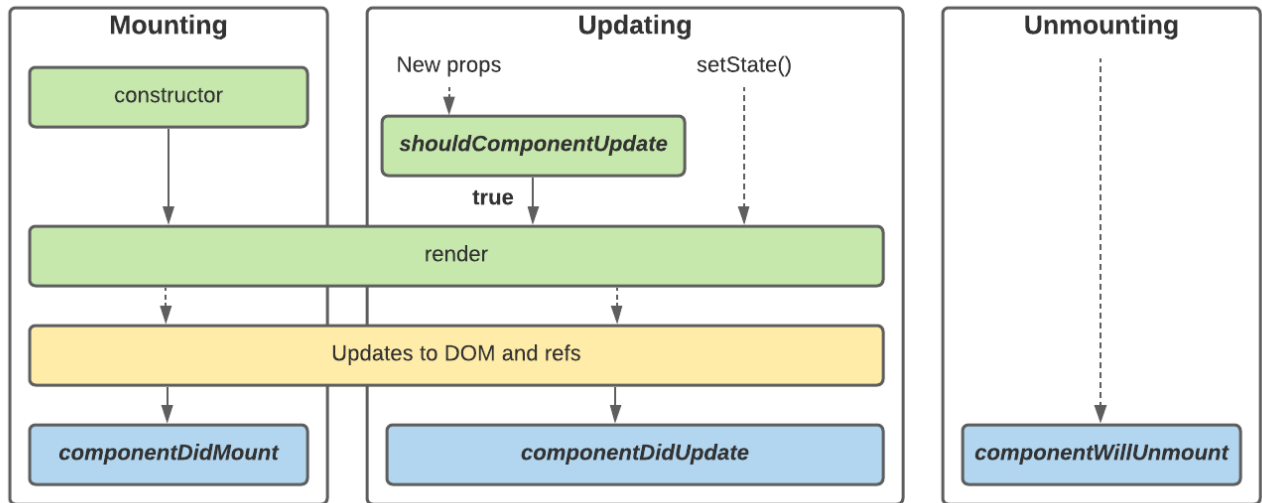 Mounting
Updating
Unmounting
New props
setState()
constructor
shouldComponentUpdate
true
render
Updates to DOM and refs
componentDidMount
componentDidUpdate
componentWillUnmount